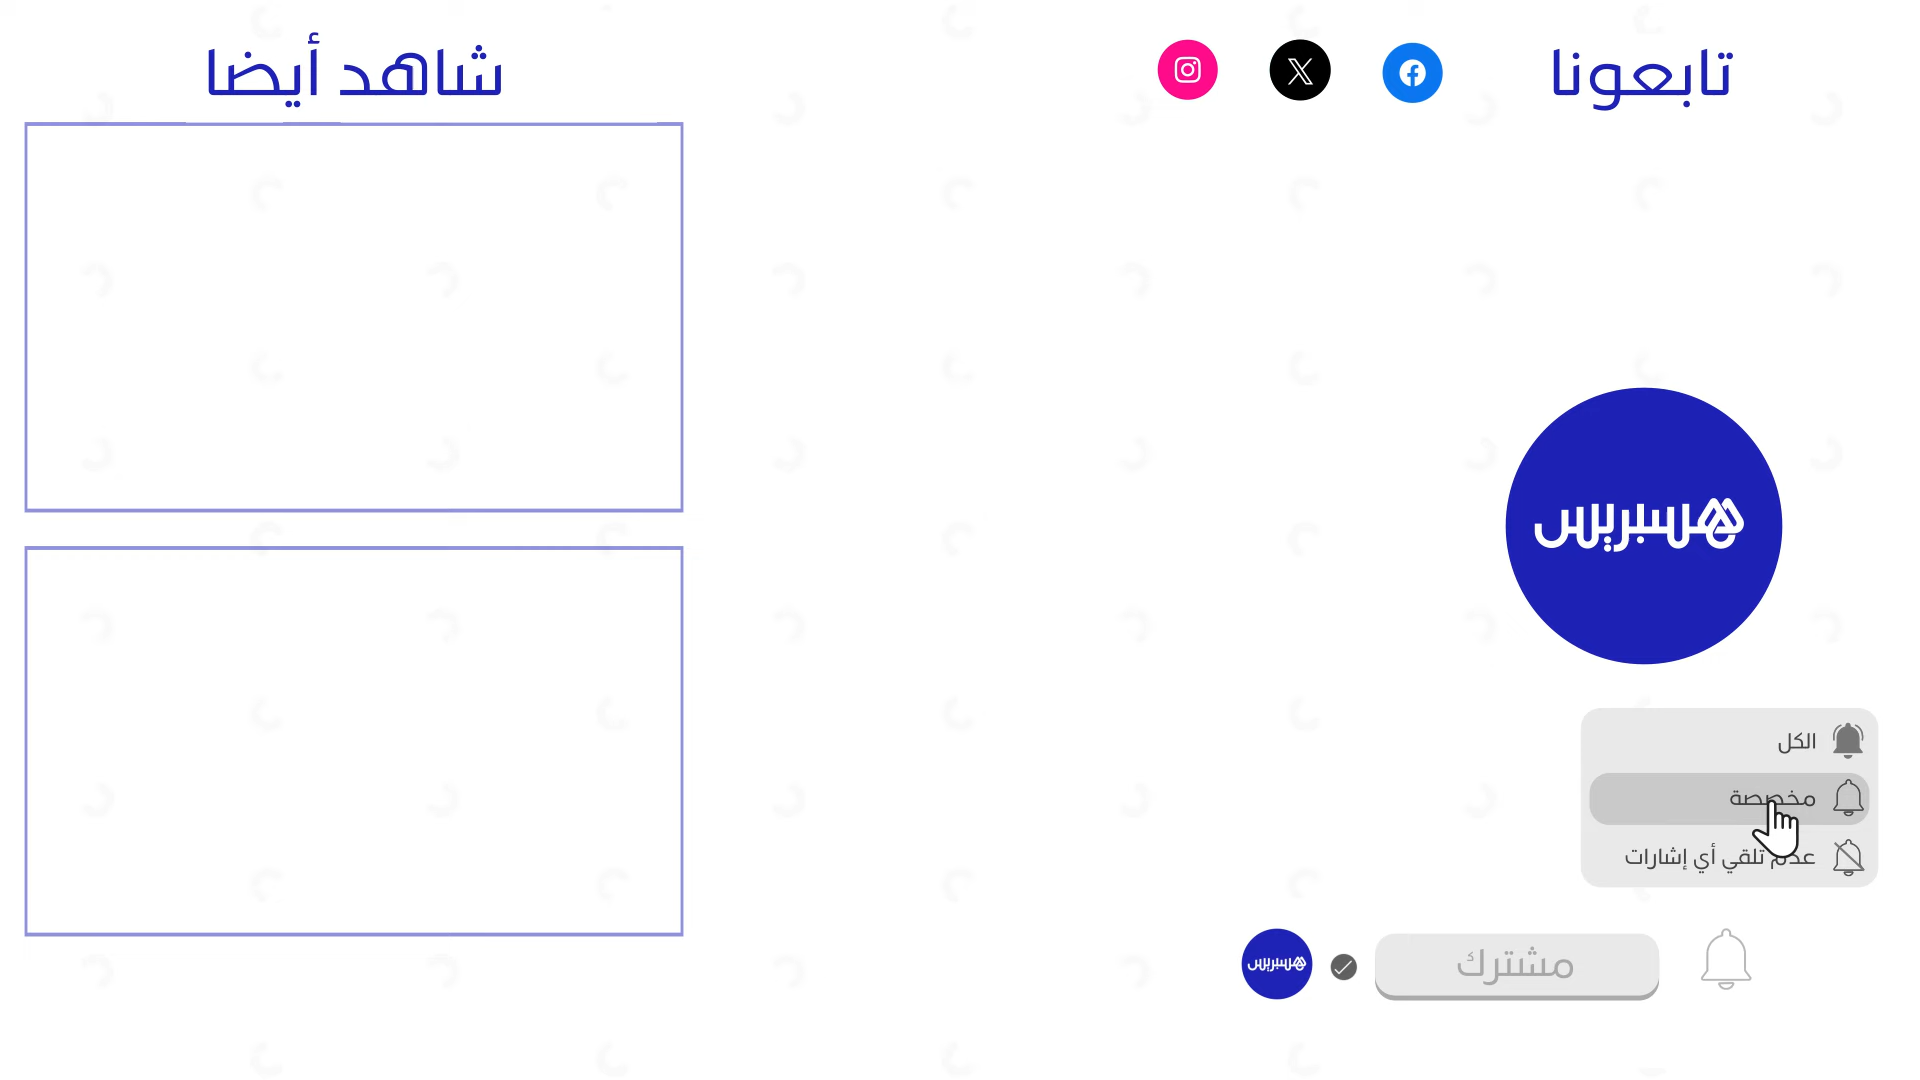 تابعونا
شاهد أيضا
هسبريس
الكل
مخصصة
عدم تلقي أي إشارات
مشترك
هسبريس